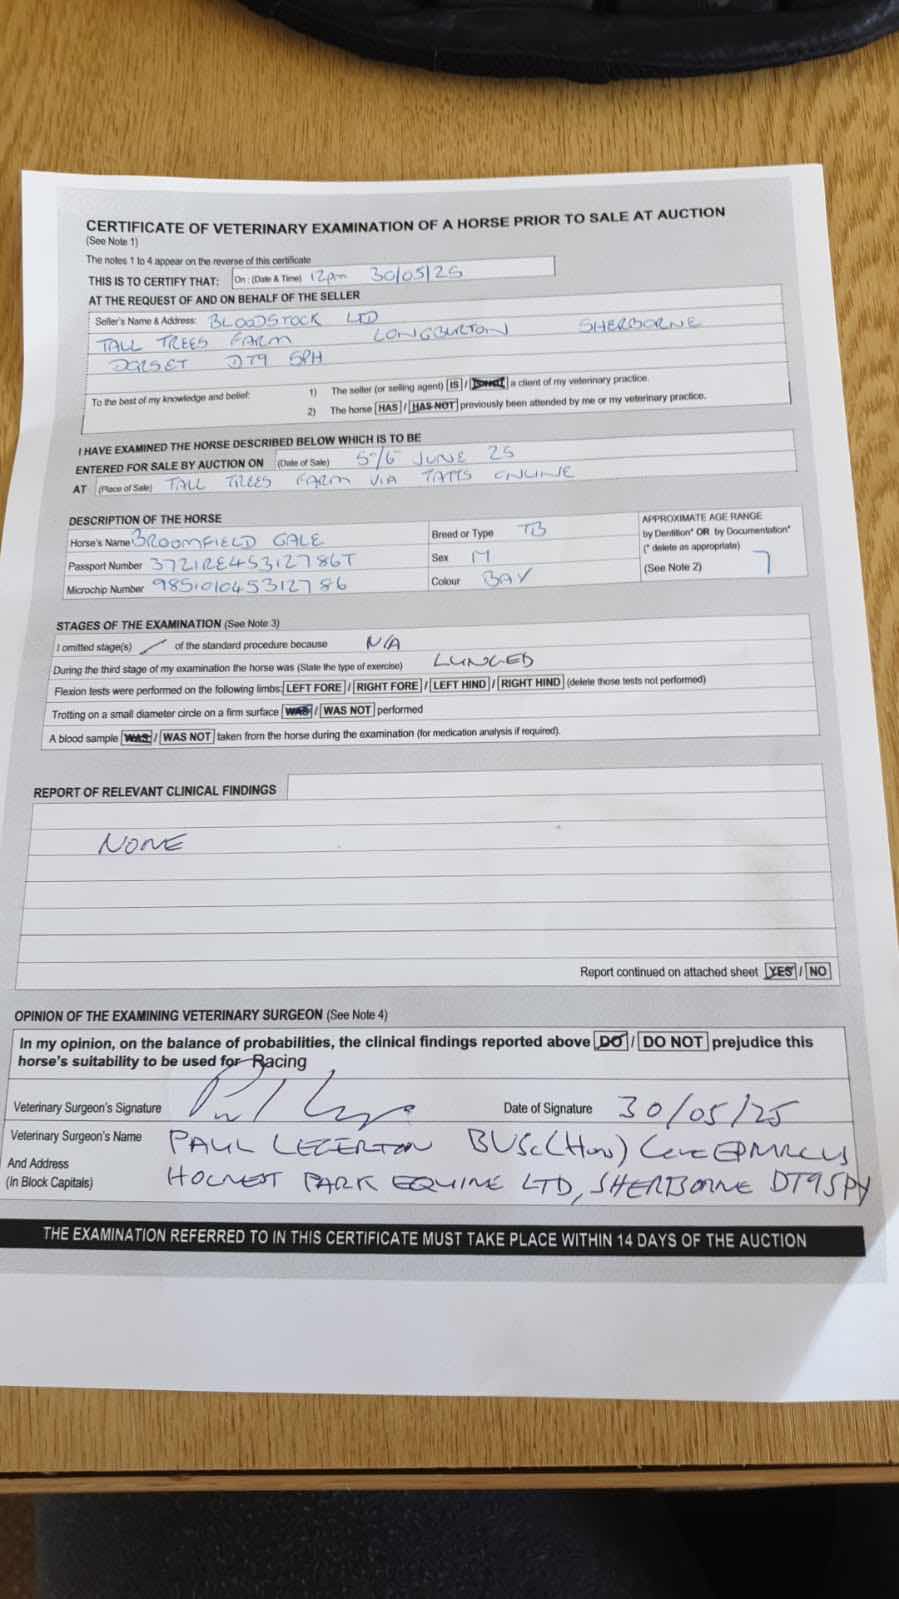 CERTIFICATE OF VETERINARY EXAMINATION OF A HORSE PRIOR TO SALE AT AUCTION
(See Note 1)
The notes 1 to 4 appear on the reverse of this certificate
THIS IS TO CERTIFY THAT: On : (Date & Time) 12pm 30/05/25
AT THE REQUEST OF AND ON BEHALF OF THE SELLER
Seller's Name & Address: BLOODSTOCK LTD
TALL TREES FARM LONGBURTON SHERBORNE
DORSET DT9 5PH
To the best of my knowledge and belief: 1) The seller (or selling agent) IS / IS NOT a client of my veterinary practice.
2) The horse HAS / HAS NOT previously been attended by me or my veterinary practice.
I HAVE EXAMINED THE HORSE DESCRIBED BELOW WHICH IS TO BE
ENTERED FOR SALE BY AUCTION ON (Date of Sale) 5/6 JUNE 25
AT (Place of Sale) TALL TREES FARM VIA TATTS ONLINE
DESCRIPTION OF THE HORSE
Horse's Name BROOMFIELD GALE
Passport Number 3721RE45312786T
Microchip Number 985101045312786
Breed or Type TB
Sex M
Colour BAY
APPROXIMATE AGE RANGE
by Dentition* OR by Documentation*
(* delete as appropriate)
(See Note 2) 7
STAGES OF THE EXAMINATION (See Note 3)
I omitted stage(s) / of the standard procedure because N/A
During the third stage of my examination the horse was (State the type of exercise) LUNGED
Flexion tests were performed on the following limbs: LEFT FORE / RIGHT FORE / LEFT HIND / RIGHT HIND (delete those tests not performed)
Trotting on a small diameter circle on a firm surface WAS / WAS NOT performed
A blood sample WAS / WAS NOT taken from the horse during the examination (for medication analysis if required).
REPORT OF RELEVANT CLINICAL FINDINGS
NONE
Report continued on attached sheet YES / NO
OPINION OF THE EXAMINING VETERINARY SURGEON (See Note 4)
In my opinion, on the balance of probabilities, the clinical findings reported above DO / DO NOT prejudice this
horse's suitability to be used for Racing
Veterinary Surgeon's Signature Date of Signature 30/05/25
Veterinary Surgeon's Name PAUL LEGERTON BVSc(Hons) CertEP MRCVS
And Address
(In Block Capitals) HOLNEST PARK EQUINE LTD, SHERBORNE DT9 5PY
THE EXAMINATION REFERRED TO IN THIS CERTIFICATE MUST TAKE PLACE WITHIN 14 DAYS OF THE AUCTION